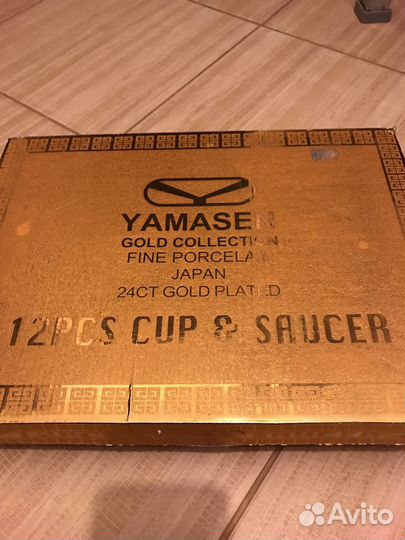 YAMASEN
GOLD COLLECTION
FINE PORCELAIN
JAPAN
24CT GOLD PLATED
12PCS CUP & SAUCER
Avito